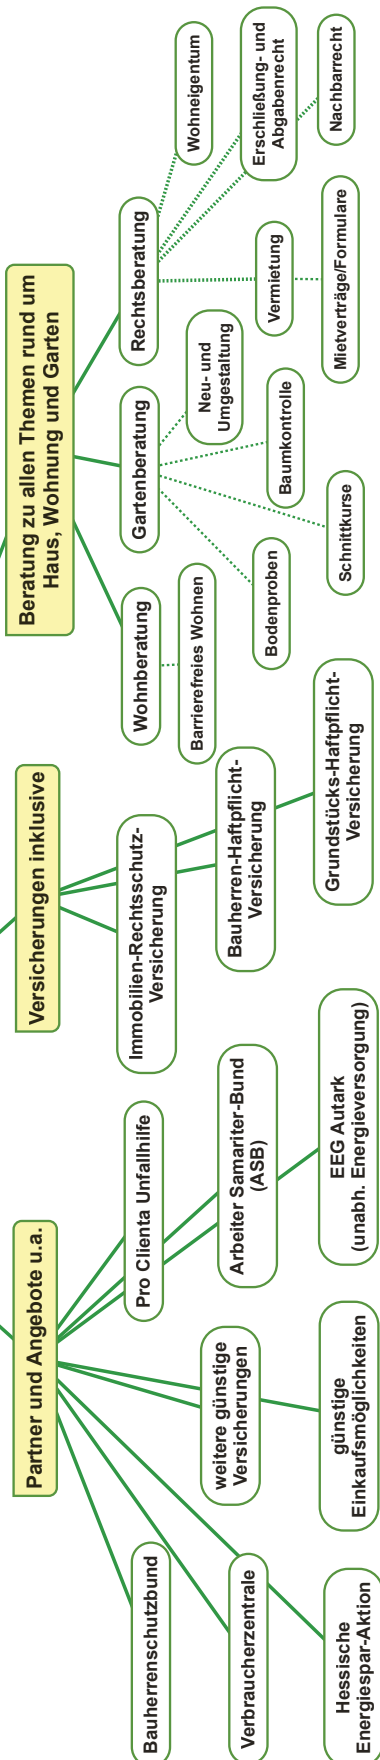 Partner und Angebote u.a.
Bauherrenschutzbund
Verbraucherzentrale
Hessische
Energiespar-Aktion
weitere günstige
Versicherungen
günstige
Einkaufsmöglichkeiten
Pro Clienta Unfallhilfe
Arbeiter Samariter-Bund
(ASB)
EEG Autark
(unabh. Energieversorgung)
Versicherungen inklusive
Immobilien-Rechtsschutz-
Versicherung
Bauherren-Haftpflicht-
Versicherung
Grundstücks-Haftpflicht-
Versicherung
Beratung zu allen Themen rund um
Haus, Wohnung und Garten
Wohnberatung
Barrierefreies Wohnen
Gartenberatung
Bodenproben
Schnittkurse
Baumkontrolle
Neu- und
Umgestaltung
Rechtsberatung
Vermietung
Mietverträge/Formulare
Wohneigentum
Erschließung- und
Abgabenrecht
Nachbarrecht